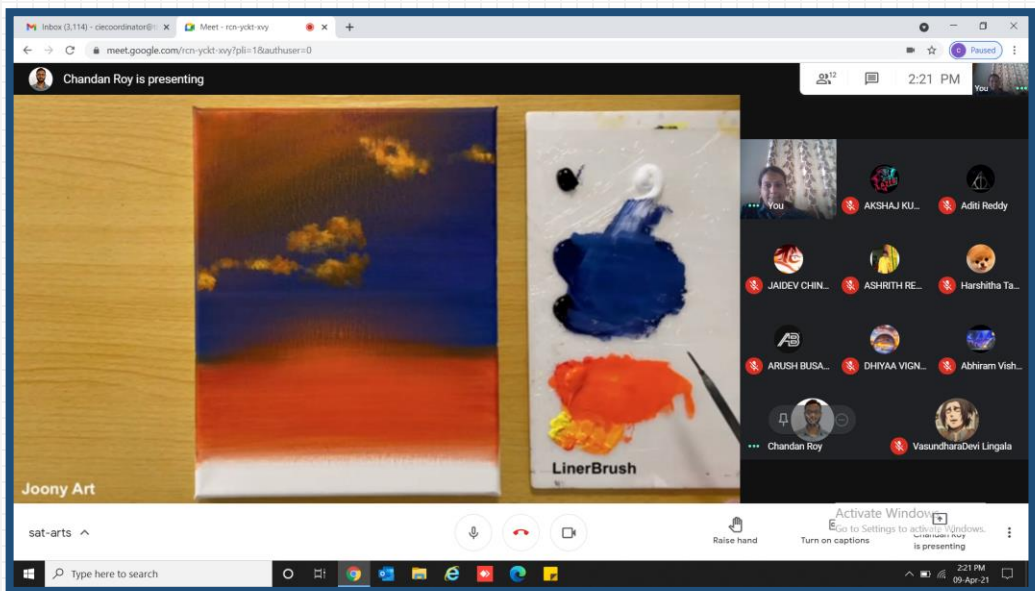 Inbox (3,114) - ciecoordinator@
Meet - rcn-yckt-xvy
meet.google.com/rcn-yckt-xvy?pli=1&authuser=0
C
Paused
Chandan Roy is presenting
12
2:21 PM
You
You
AKSHAJ KU...
Aditi Reddy
JAIDEV CHIN...
ASHRITH RE...
Harshitha Ta...
AB
ARUSH BUSA...
DHIYAA VIGN...
Abhiram Vish...
Chandan Roy
VasundharaDevi Lingala
LinerBrush
Joony Art
sat-arts
Raise hand
Turn on captions
Chandan Roy
is presenting
Activate Windows
Go to Settings to activate Windows.
Type here to search
2:21 PM
09-Apr-21